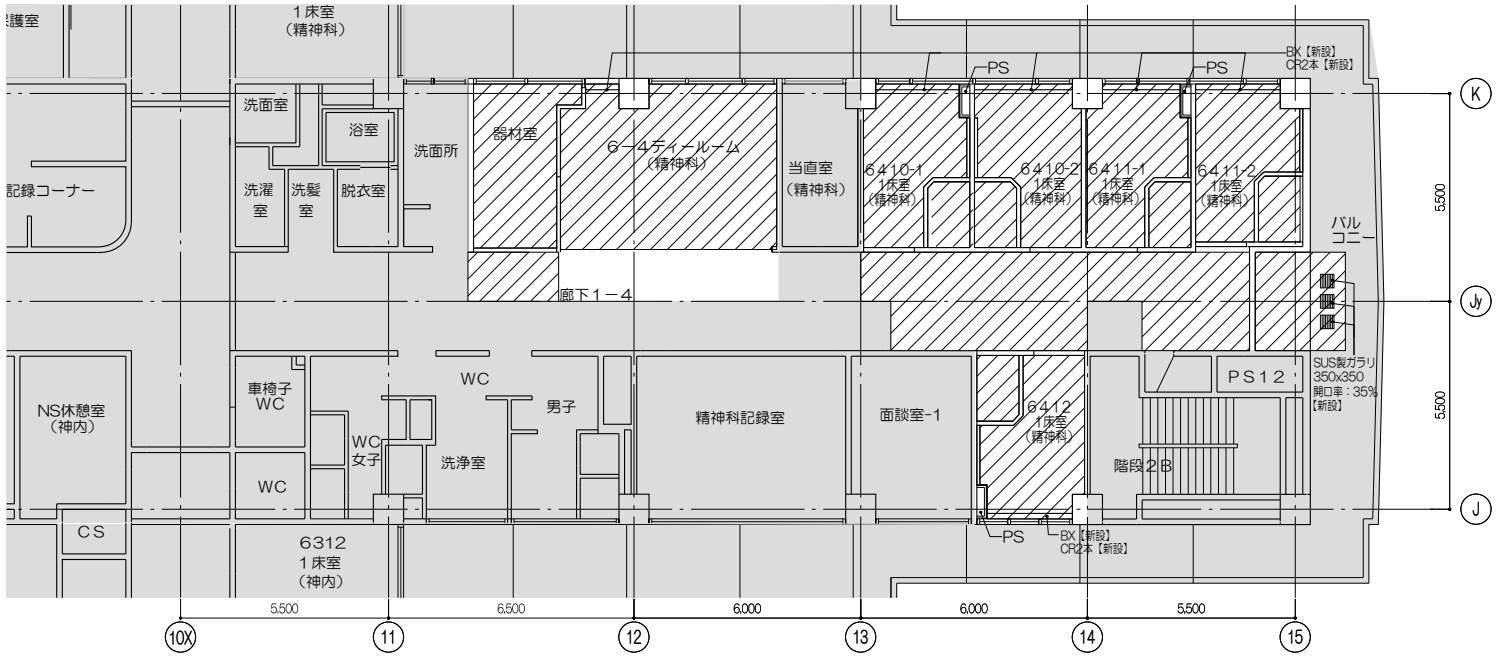 護室
1床室
(精神科)
BX【新設】
CR2本【新設】
PS
PS
K
洗面室
浴室
洗面所
器材室
6−4デイールーム
(精神科)
当直室
(精神科)
6410-1
1床室
(精神科)
6410-2
1床室
(精神科)
6411-1
1床室
(精神科)
6411-2
1床室
(精神科)
記録コーナー
洗濯
室
洗髪
室
脱衣室
5,500
バル
コニー
廊下1−4
Jy
SUS製ガラリ
350x350
開口率:35%
【新設】
NS休憩室
(神内)
車椅子
WC
WC
WC
女子
WC
洗浄室
男子
精神科記録室
面談室-1
6412
1床室
(精神科)
階段2B
PS12
5,500
CS
6312
1床室
(神内)
PS
BX【新設】
CR2本【新設】
J
5,500
6,500
6,000
6,000
5,500
10X
11
12
13
14
15